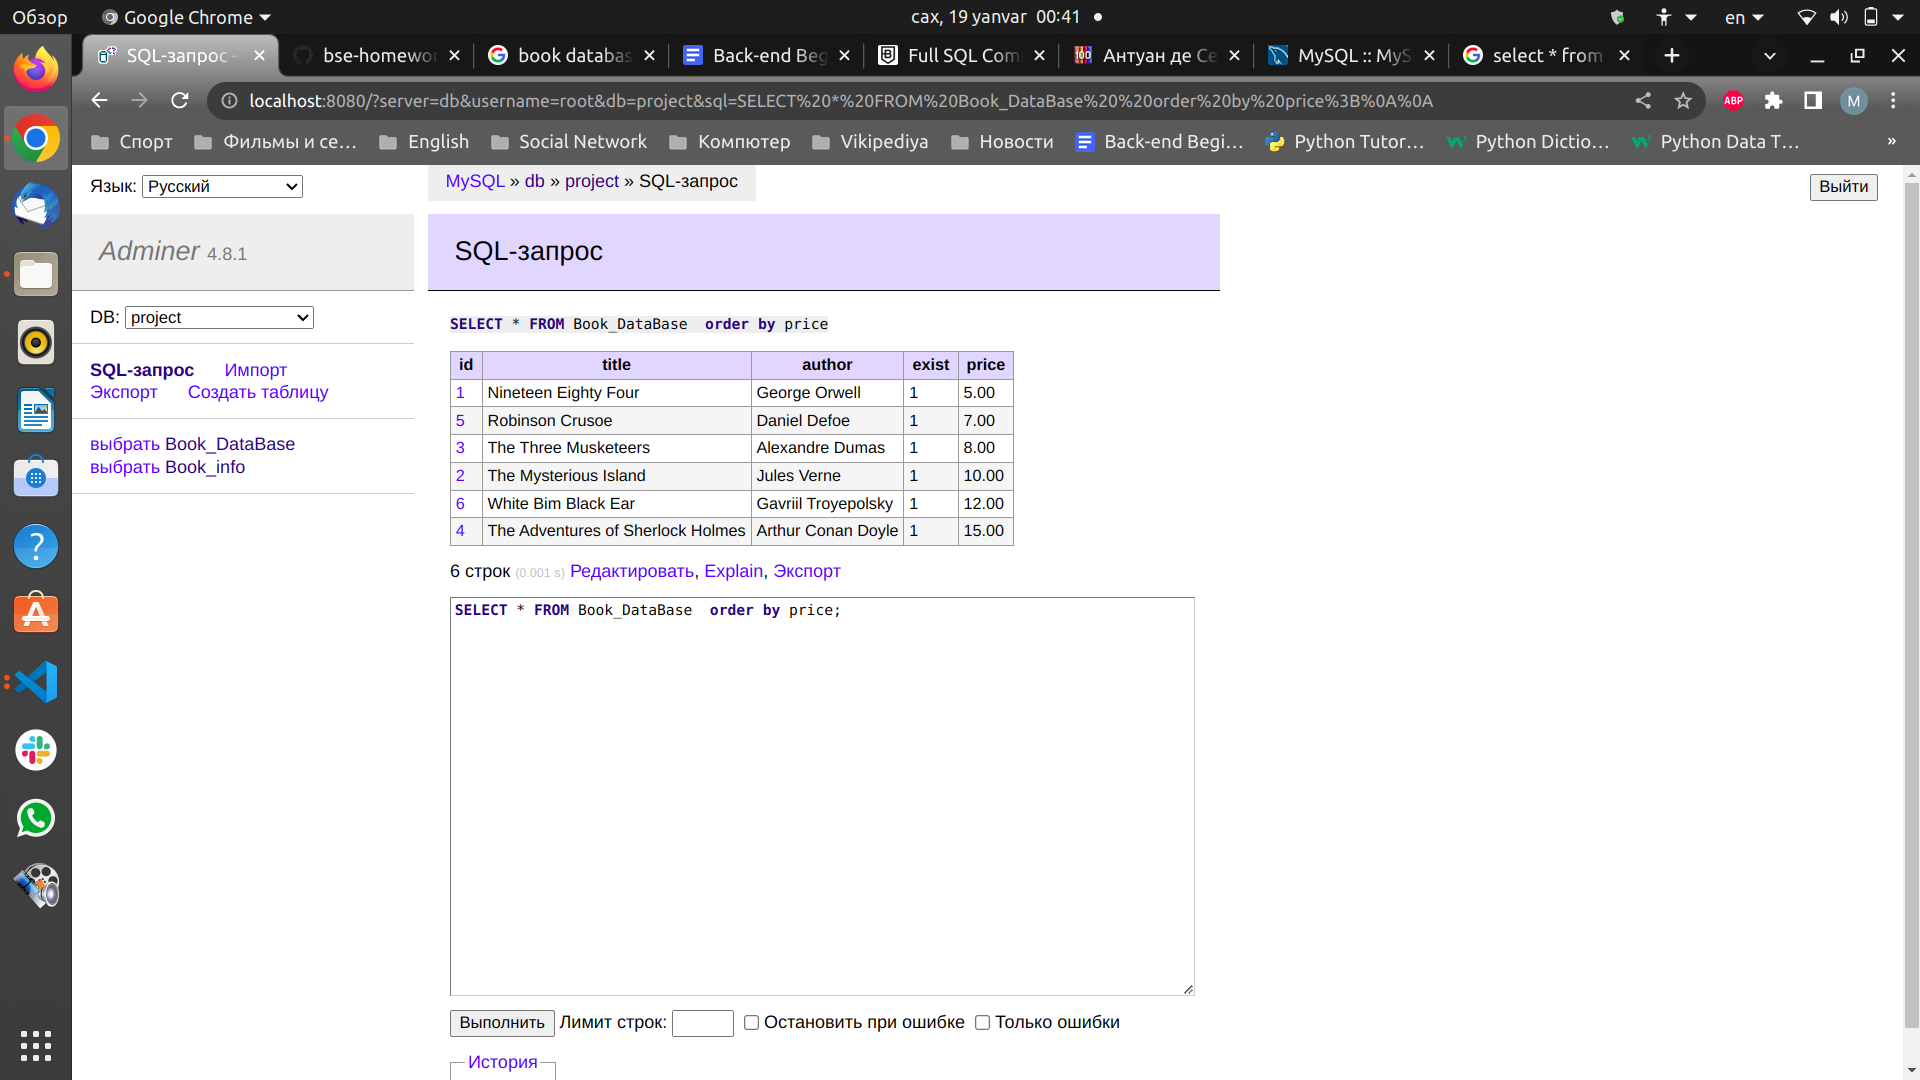 Обзор Google Chrome сах, 19 yanvar 00:41 en
SQL-запрос - bse-homewor book databas Back-end Beg Full SQL Com Антуан де Се MySQL :: MyS select * from
localhost:8080/?server=db&username=root&db=project&sql=SELECT%20*%20FROM%20Book_DataBase%20%20order%20by%20price%3B%0A%0A ABP M
Спорт Фильмы и се… English Social Network Компютер Vikipediya Новости Back-end Begi… Python Tutor… Python Dictio… Python Data T… »
Язык: Русский MySQL » db » project » SQL-запрос Выйти
Adminer 4.8.1 SQL-запрос
DB: project
SELECT * FROM Book_DataBase order by price
SQL-запрос Импорт
Экспорт Создать таблицу
выбрать Book_DataBase
выбрать Book_info
id title author exist price
1 Nineteen Eighty Four George Orwell 1 5.00
5 Robinson Crusoe Daniel Defoe 1 7.00
3 The Three Musketeers Alexandre Dumas 1 8.00
2 The Mysterious Island Jules Verne 1 10.00
6 White Bim Black Ear Gavriil Troyepolsky 1 12.00
4 The Adventures of Sherlock Holmes Arthur Conan Doyle 1 15.00
6 строк (0.001 s) Редактировать, Explain, Экспорт
SELECT * FROM Book_DataBase order by price;
Выполнить Лимит строк: Остановить при ошибке Только ошибки
История